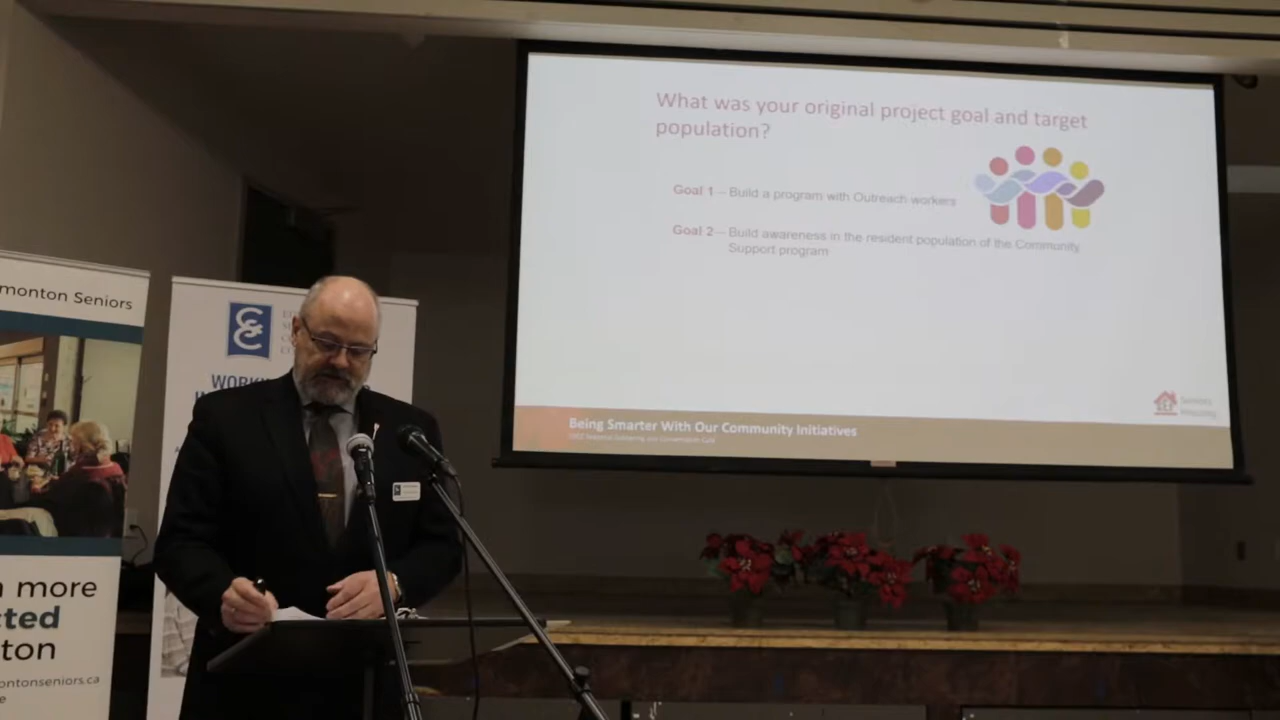 What was your original project goal and target
population?
Goal 1 – Build a program with Outreach workers
Goal 2 – Build awareness in the resident population of the Community
Support program
Being Smarter With Our Community Initiatives
monton Seniors
WORKI
more
ted
ton
ontonseniors.ca
e